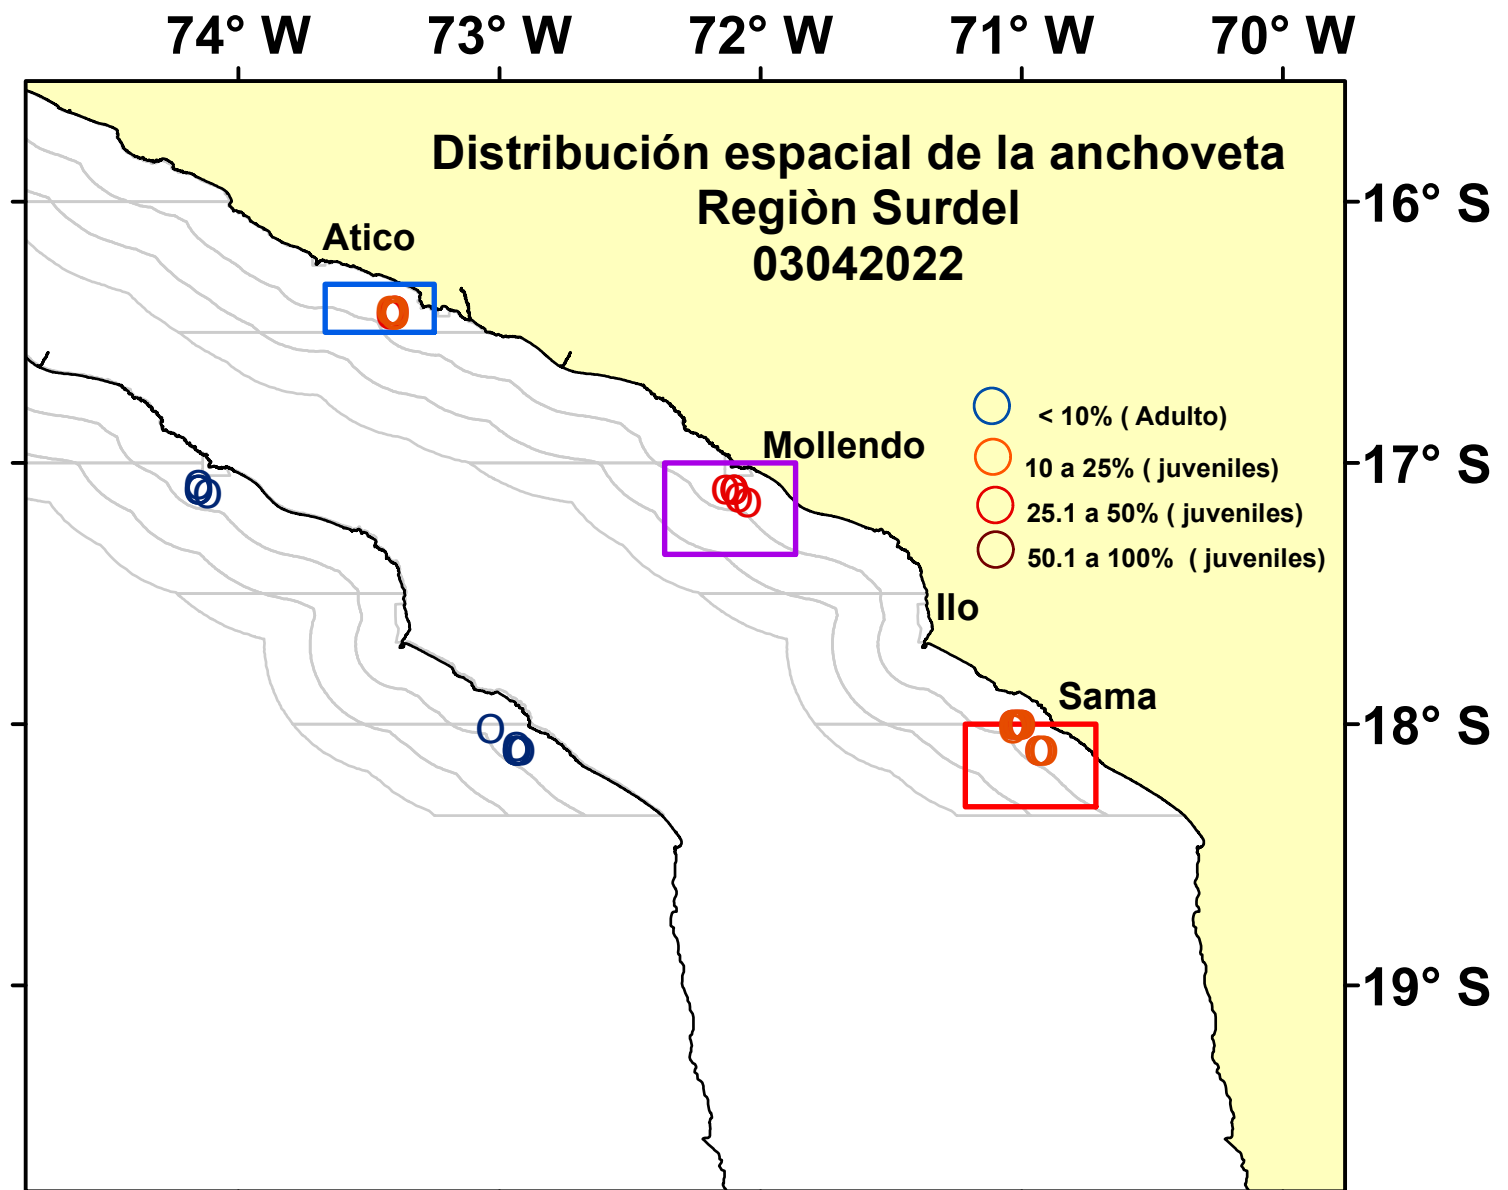 74° W 73° W 72° W 71° W 70° W
Distribución espacial de la anchoveta
Regiòn Surdel
03042022
16° S
Atico
< 10% ( Adulto)
Mollendo
10 a 25% ( juveniles)
17° S
25.1 a 50% ( juveniles)
50.1 a 100% ( juveniles)
Ilo
Sama
18° S
19° S